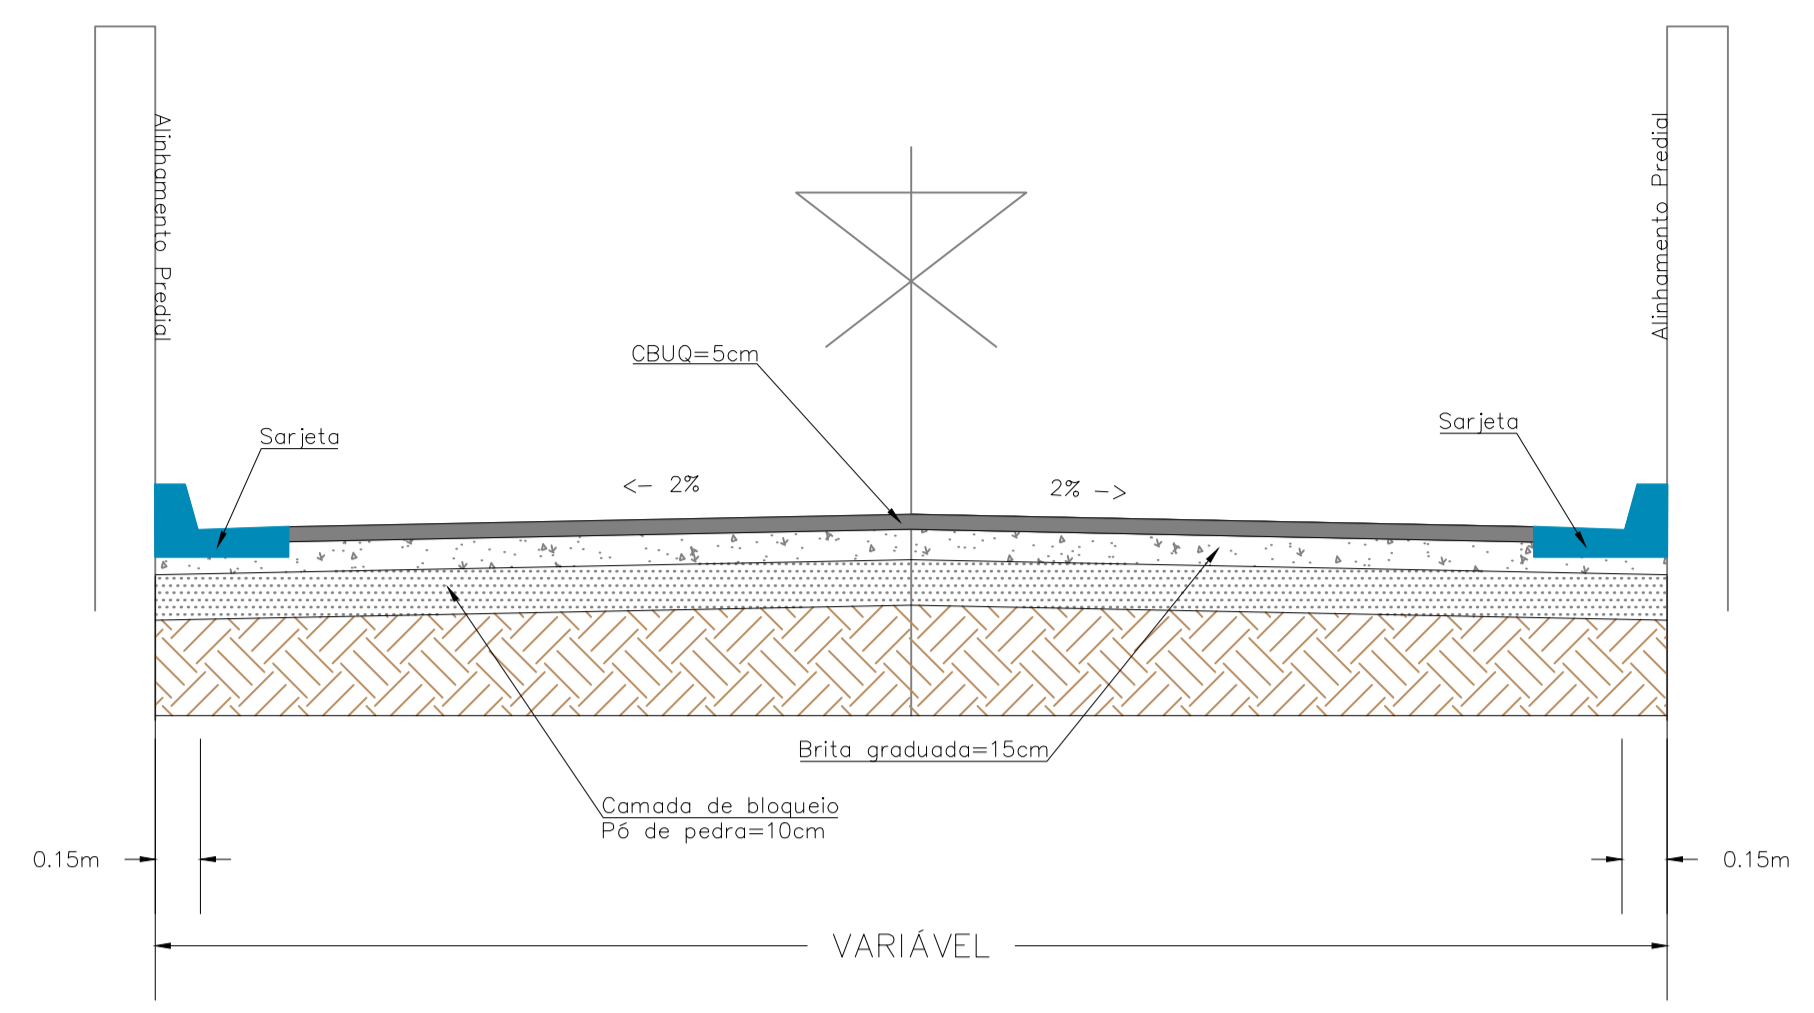 Alinhamento Predial
Alinhamento Predial
CBUQ=5cm
Sarjeta
Sarjeta
<- 2%
2% ->
Brita graduada=15cm
Camada de bloqueio
Pó de pedra=10cm
0.15m
0.15m
VARIÁVEL